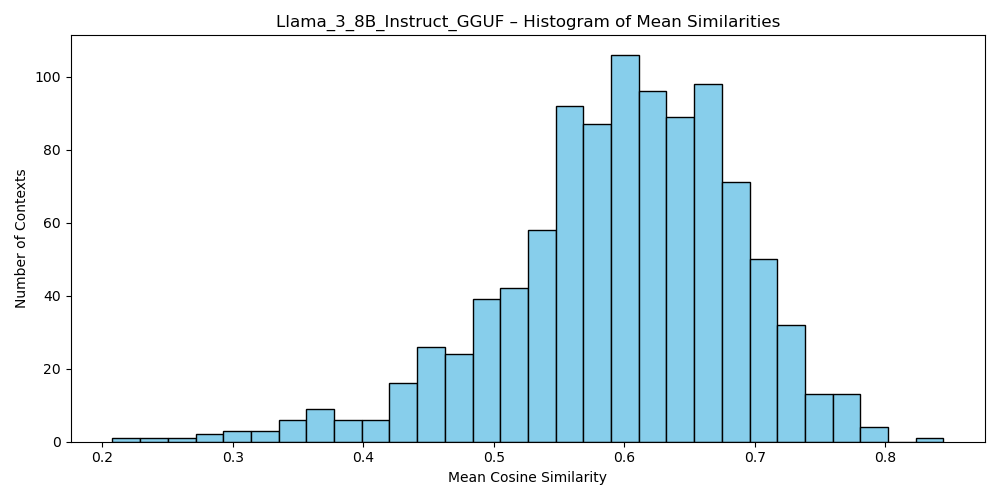 Llama_3_8B_Instruct_GGUF – Histogram of Mean Similarities
Number of Contexts
100
80
60
40
20
0
0.2 0.3 0.4 0.5 0.6 0.7 0.8
Mean Cosine Similarity